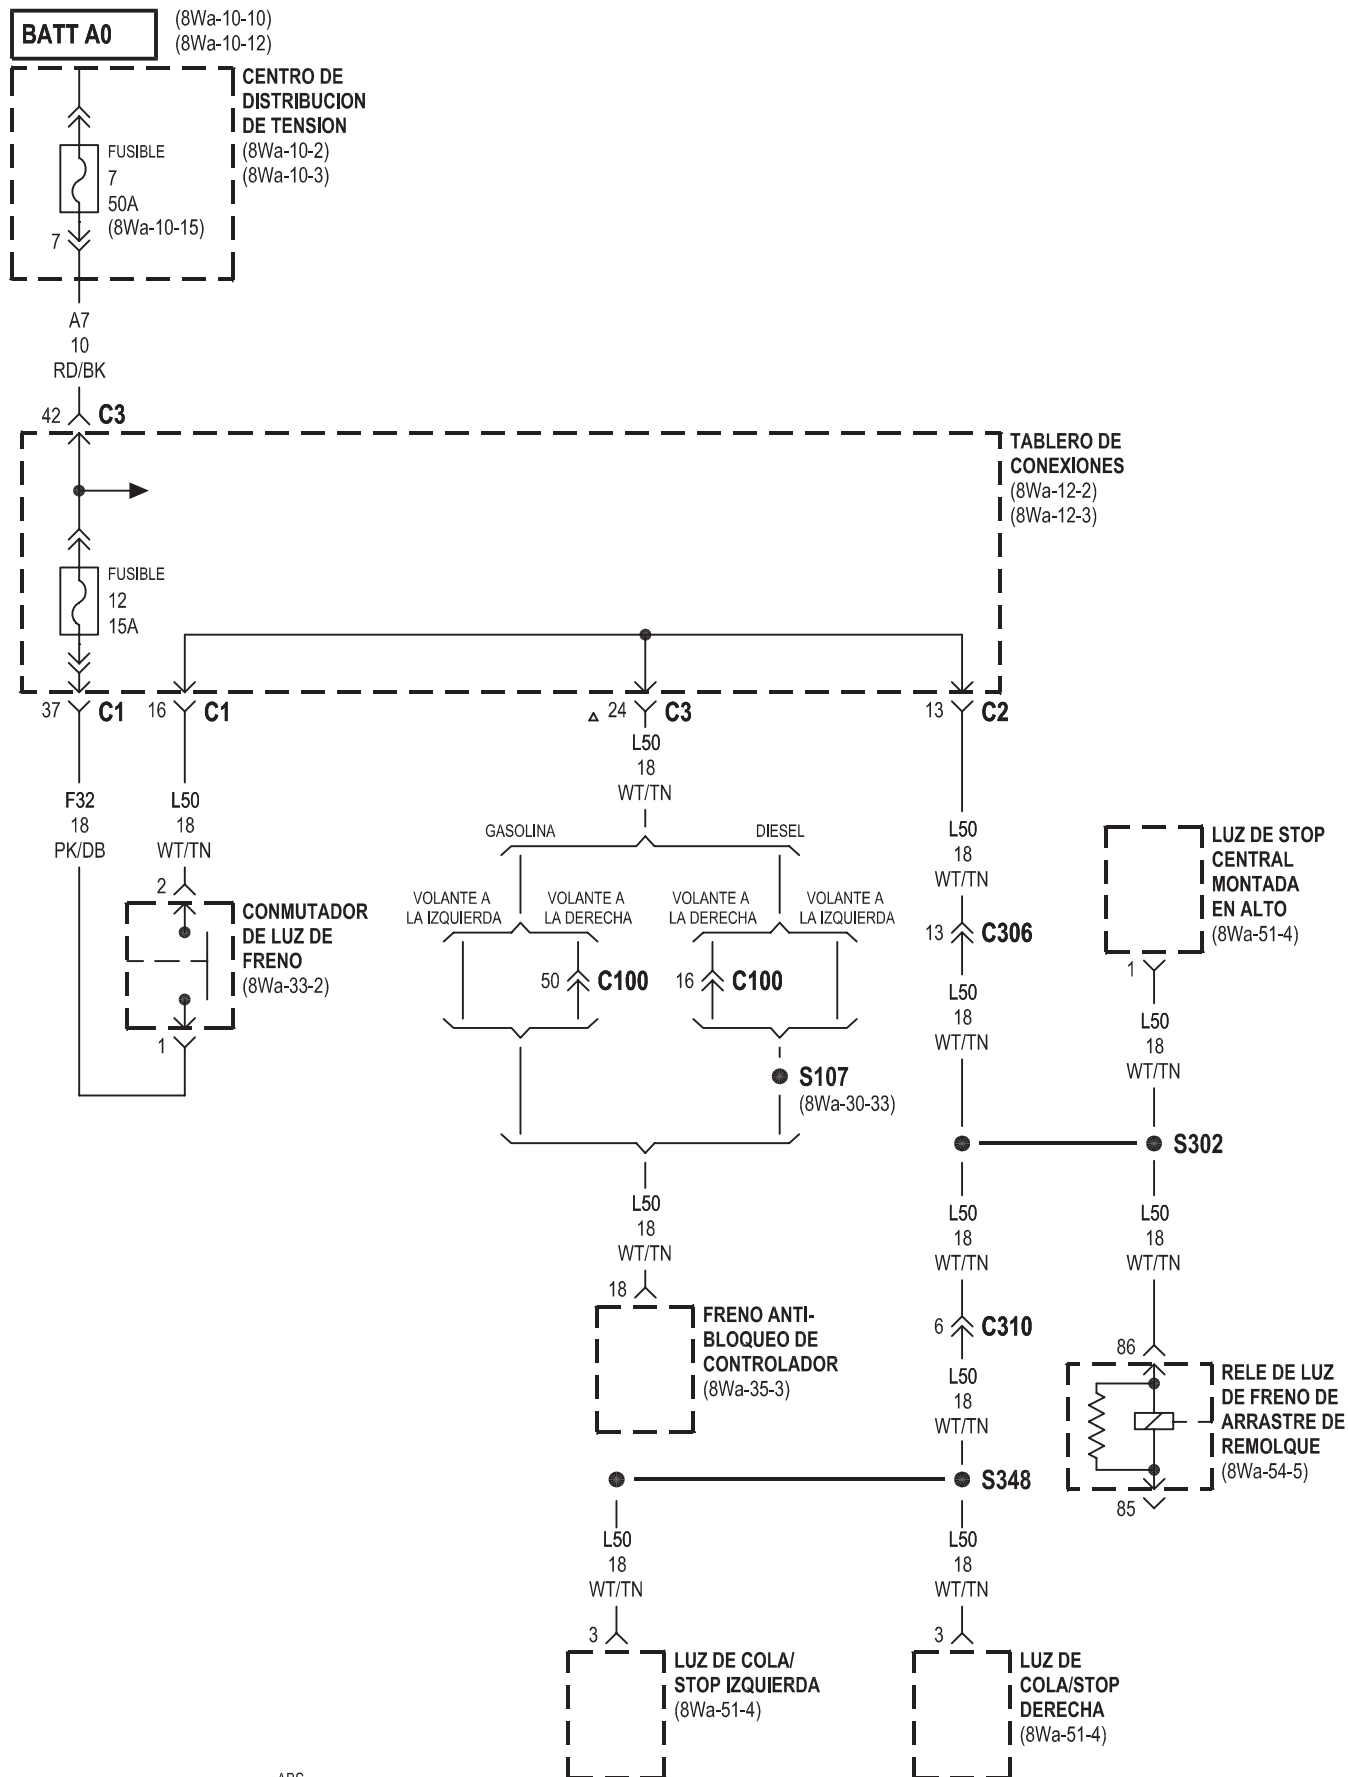 BATT A0
(8Wa-10-10)
(8Wa-10-12)
CENTRO DE
DISTRIBUCION
DE TENSION
(8Wa-10-2)
(8Wa-10-3)
FUSIBLE
7
50A
(8Wa-10-15)
7
A7
10
RD/BK
42
C3
TABLERO DE
CONEXIONES
(8Wa-12-2)
(8Wa-12-3)
FUSIBLE
12
15A
37 C1
16 C1
24 C3
13 C2
F32
18
PK/DB
L50
18
WT/TN
2
CONMUTADOR
DE LUZ DE
FRENO
(8Wa-33-2)
1
L50
18
WT/TN
GASOLINA
DIESEL
VOLANTE A
LA IZQUIERDA
VOLANTE A
LA DERECHA
VOLANTE A
LA DERECHA
VOLANTE A
LA IZQUIERDA
50 C100
16 C100
S107
(8Wa-30-33)
L50
18
WT/TN
18
FRENO ANTI-
BLOQUEO DE
CONTROLADOR
(8Wa-35-3)
L50
18
WT/TN
13 C306
L50
18
WT/TN
LUZ DE STOP
CENTRAL
MONTADA
EN ALTO
(8Wa-51-4)
1
L50
18
WT/TN
S302
L50
18
WT/TN
L50
18
WT/TN
6 C310
L50
18
WT/TN
86
RELE DE LUZ
DE FRENO DE
ARRASTRE DE
REMOLQUE
(8Wa-54-5)
85
S348
L50
18
WT/TN
L50
18
WT/TN
3
LUZ DE COLA/
STOP IZQUIERDA
(8Wa-51-4)
3
LUZ DE
COLA/STOP
DERECHA
(8Wa-51-4)